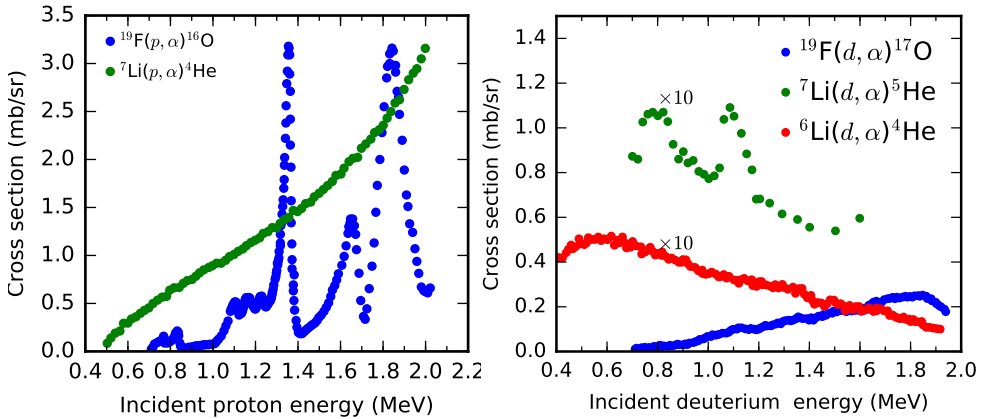 3.5
3.0
2.5
2.0
1.5
1.0
0.5
0.0
Cross section (mb/sr)
¹⁹F(p, α)¹⁶O
⁷Li(p, α)⁴He
0.4 0.6 0.8 1.0 1.2 1.4 1.6 1.8 2.0 2.2
Incident proton energy (MeV)
1.4
1.2
1.0
0.8
0.6
0.4
0.2
0.0
Cross section (mb/sr)
¹⁹F(d, α)¹⁷O
⁷Li(d, α)⁵He
⁶Li(d, α)⁴He
×10
×10
0.4 0.6 0.8 1.0 1.2 1.4 1.6 1.8 2.0
Incident deuterium energy (MeV)